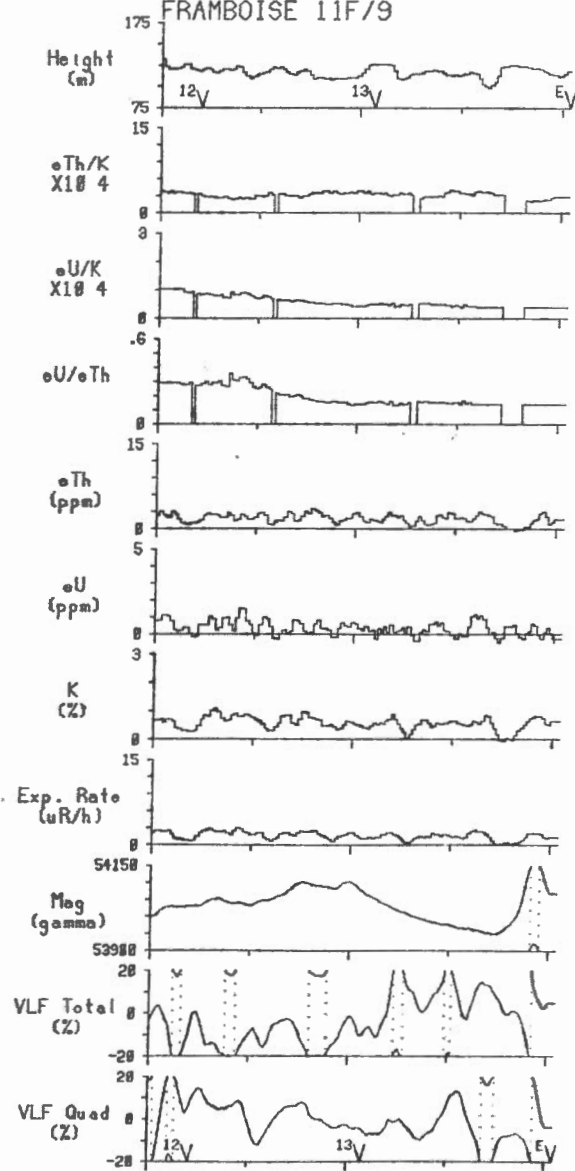 FRAMBOISE 11F/9
175
Height
(m)
12
13
E
75
15
eTh/K
X10 4
0
3
eU/K
X10 4
0
.6
eU/eTh
0
15
eTh
(ppm)
0
5
eU
(ppm)
0
3
K
(%)
0
15
Exp. Rate
(uR/h)
0
54150
Mag
(gamma)
53900
20
VLF Total
0
(%)
-20
20
VLF Quad
0
(%)
12
13
E
-20